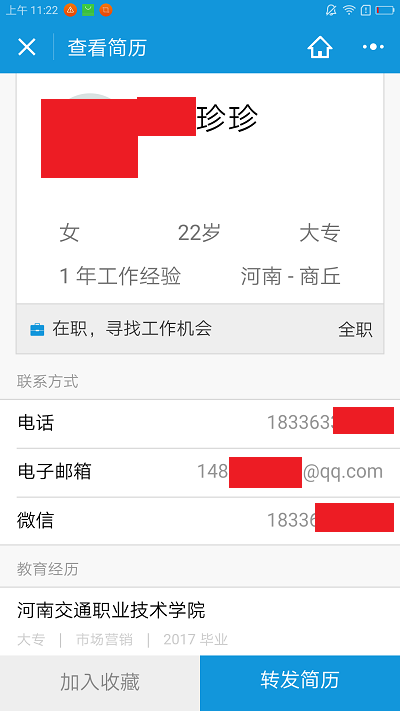 上午 11:22
查看简历
珍珍
女 22岁 大专
1 年工作经验 河南 - 商丘
在职，寻找工作机会 全职
联系方式
电话 183363
电子邮箱 148 @qq.com
微信 18336
教育经历
河南交通职业技术学院
大专 | 市场营销 | 2017 毕业
加入收藏 转发简历